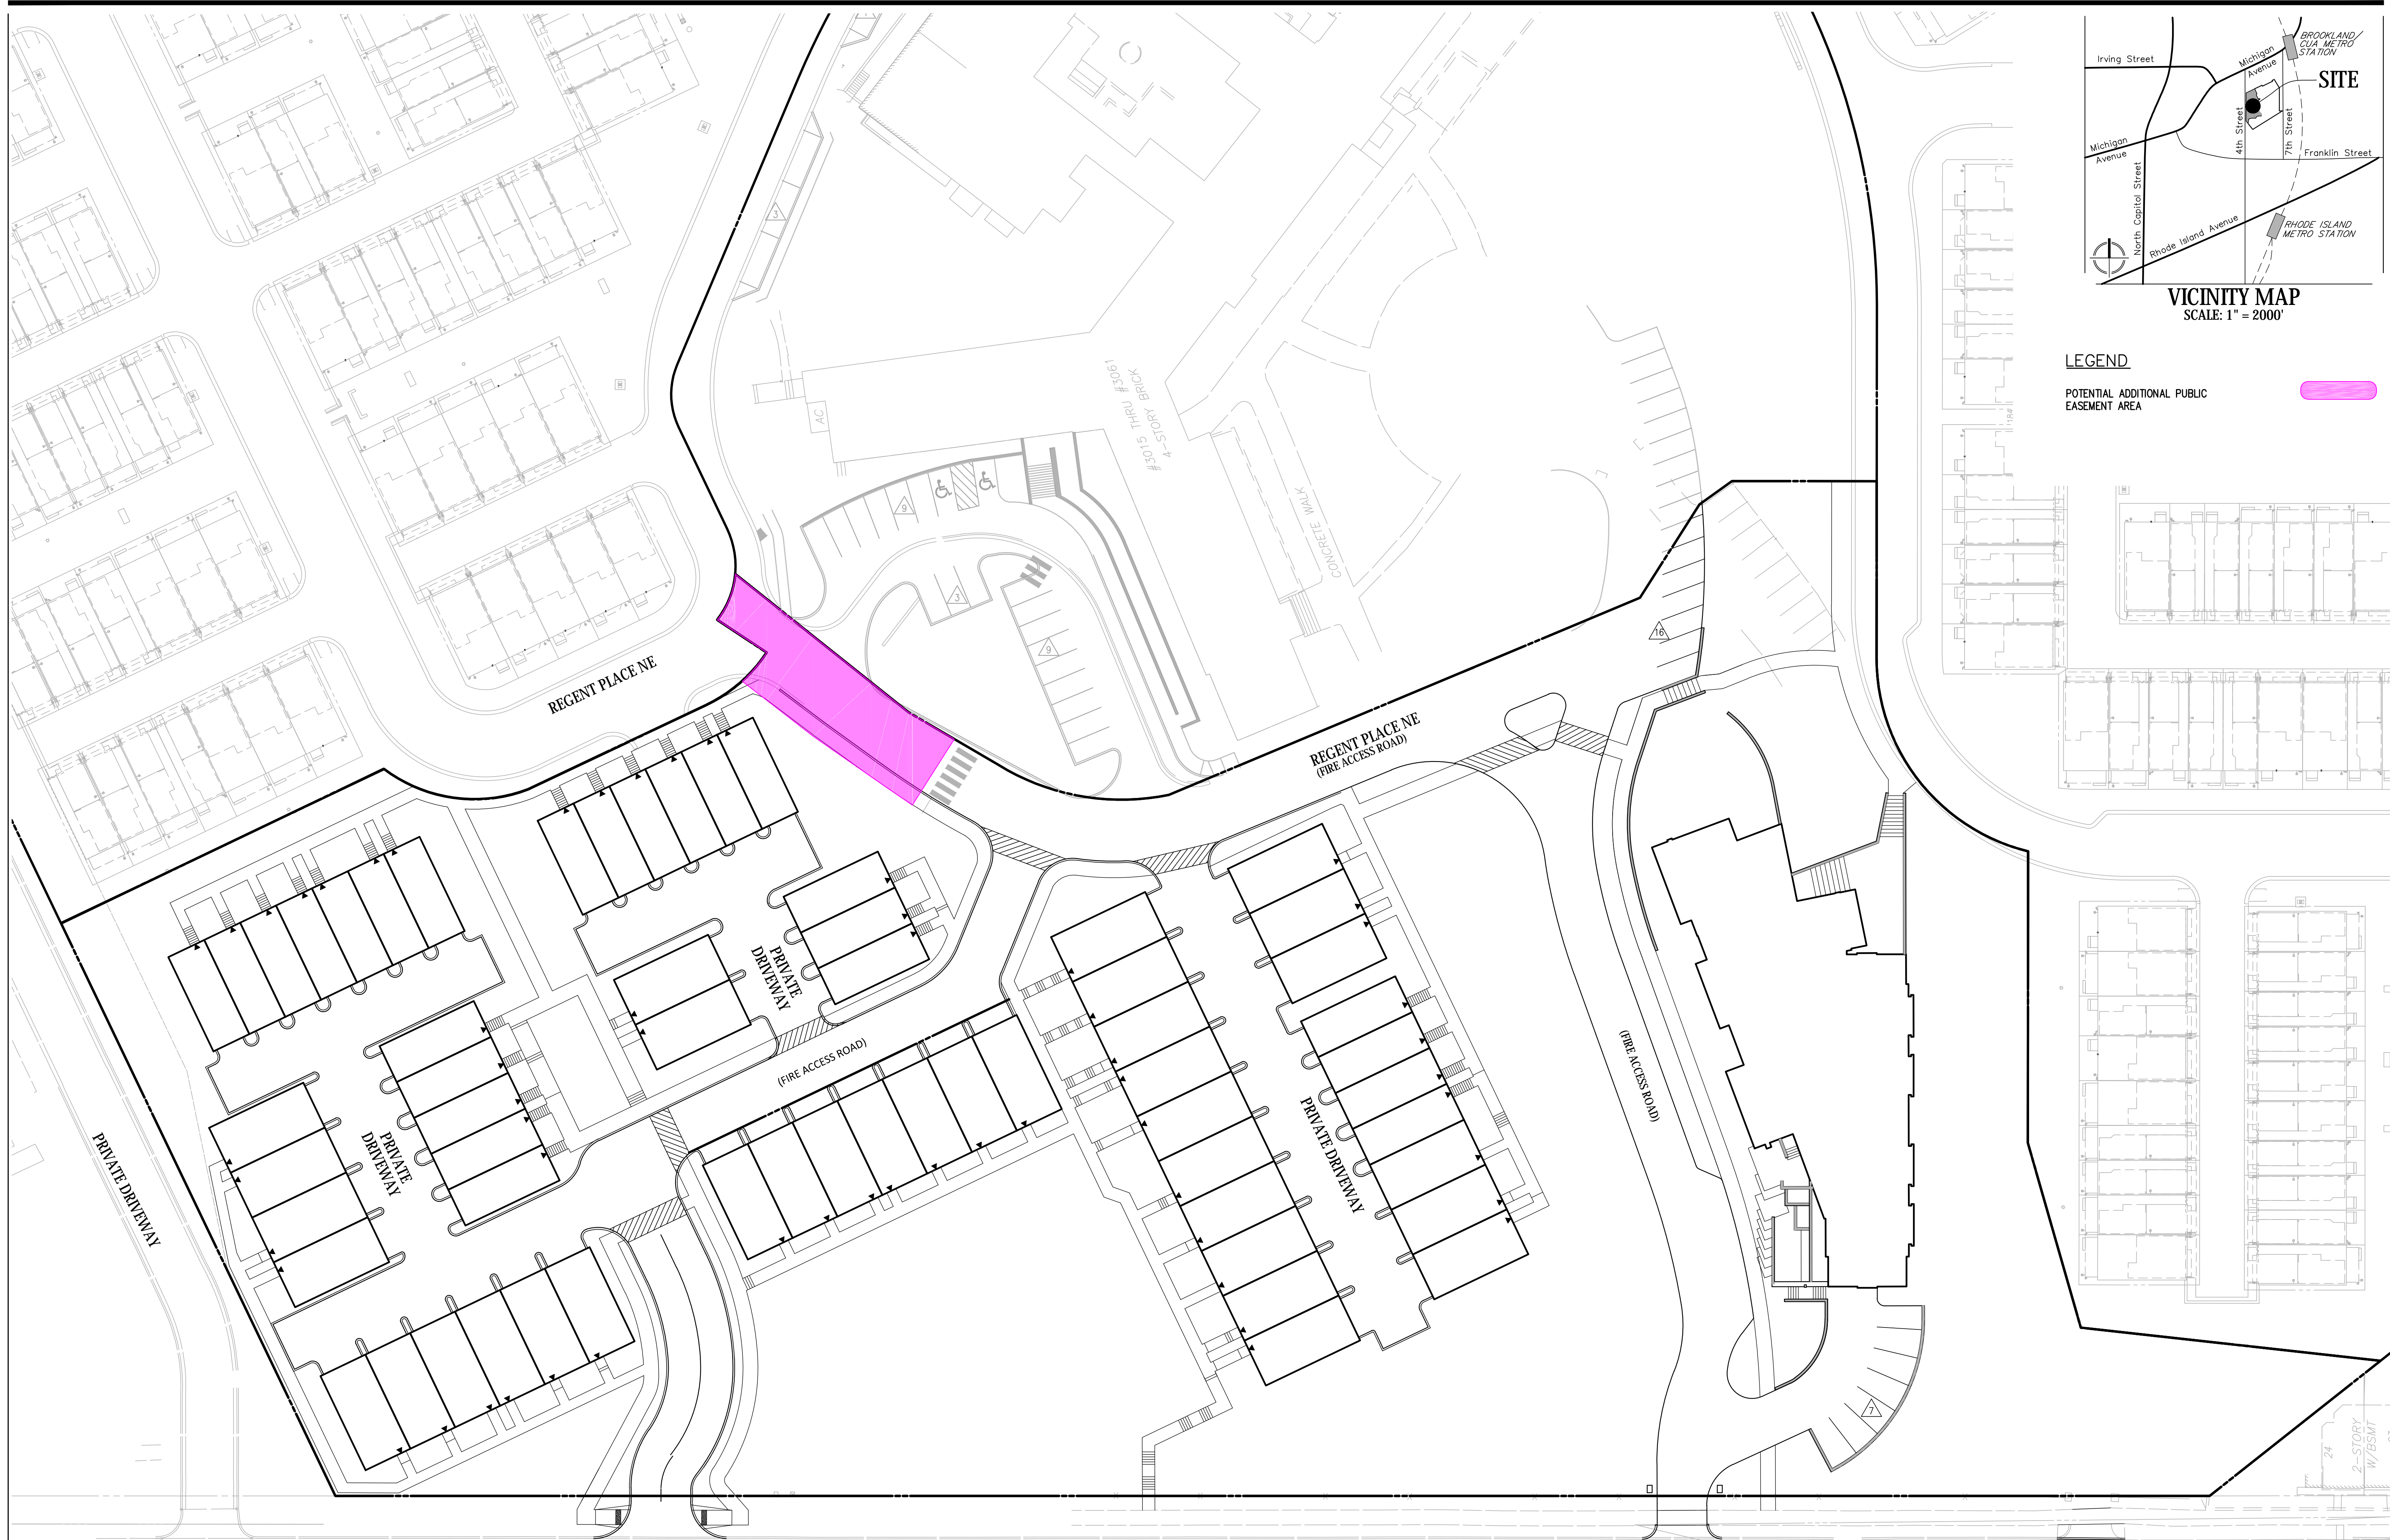 BROOKLAND/
CUA METRO
STATION
Irving Street
Michigan
Avenue
SITE
4th Street
7th Street
Michigan
Avenue
Franklin Street
North Capitol Street
Rhode Island Avenue
RHODE ISLAND
METRO STATION
VICINITY MAP
SCALE: 1" = 2000'
LEGEND
POTENTIAL ADDITIONAL PUBLIC
EASEMENT AREA
3
AC
#3015 THRU #3061
4-STORY BRICK
9
CONCRETE WALK
3
9
16
REGENT PLACE NE
REGENT PLACE NE
(FIRE ACCESS ROAD)
PRIVATE
DRIVEWAY
(FIRE ACCESS ROAD)
(FIRE ACCESS ROAD)
PRIVATE DRIVEWAY
PRIVATE
DRIVEWAY
PRIVATE DRIVEWAY
7
24
2-STORY
W/BSMT